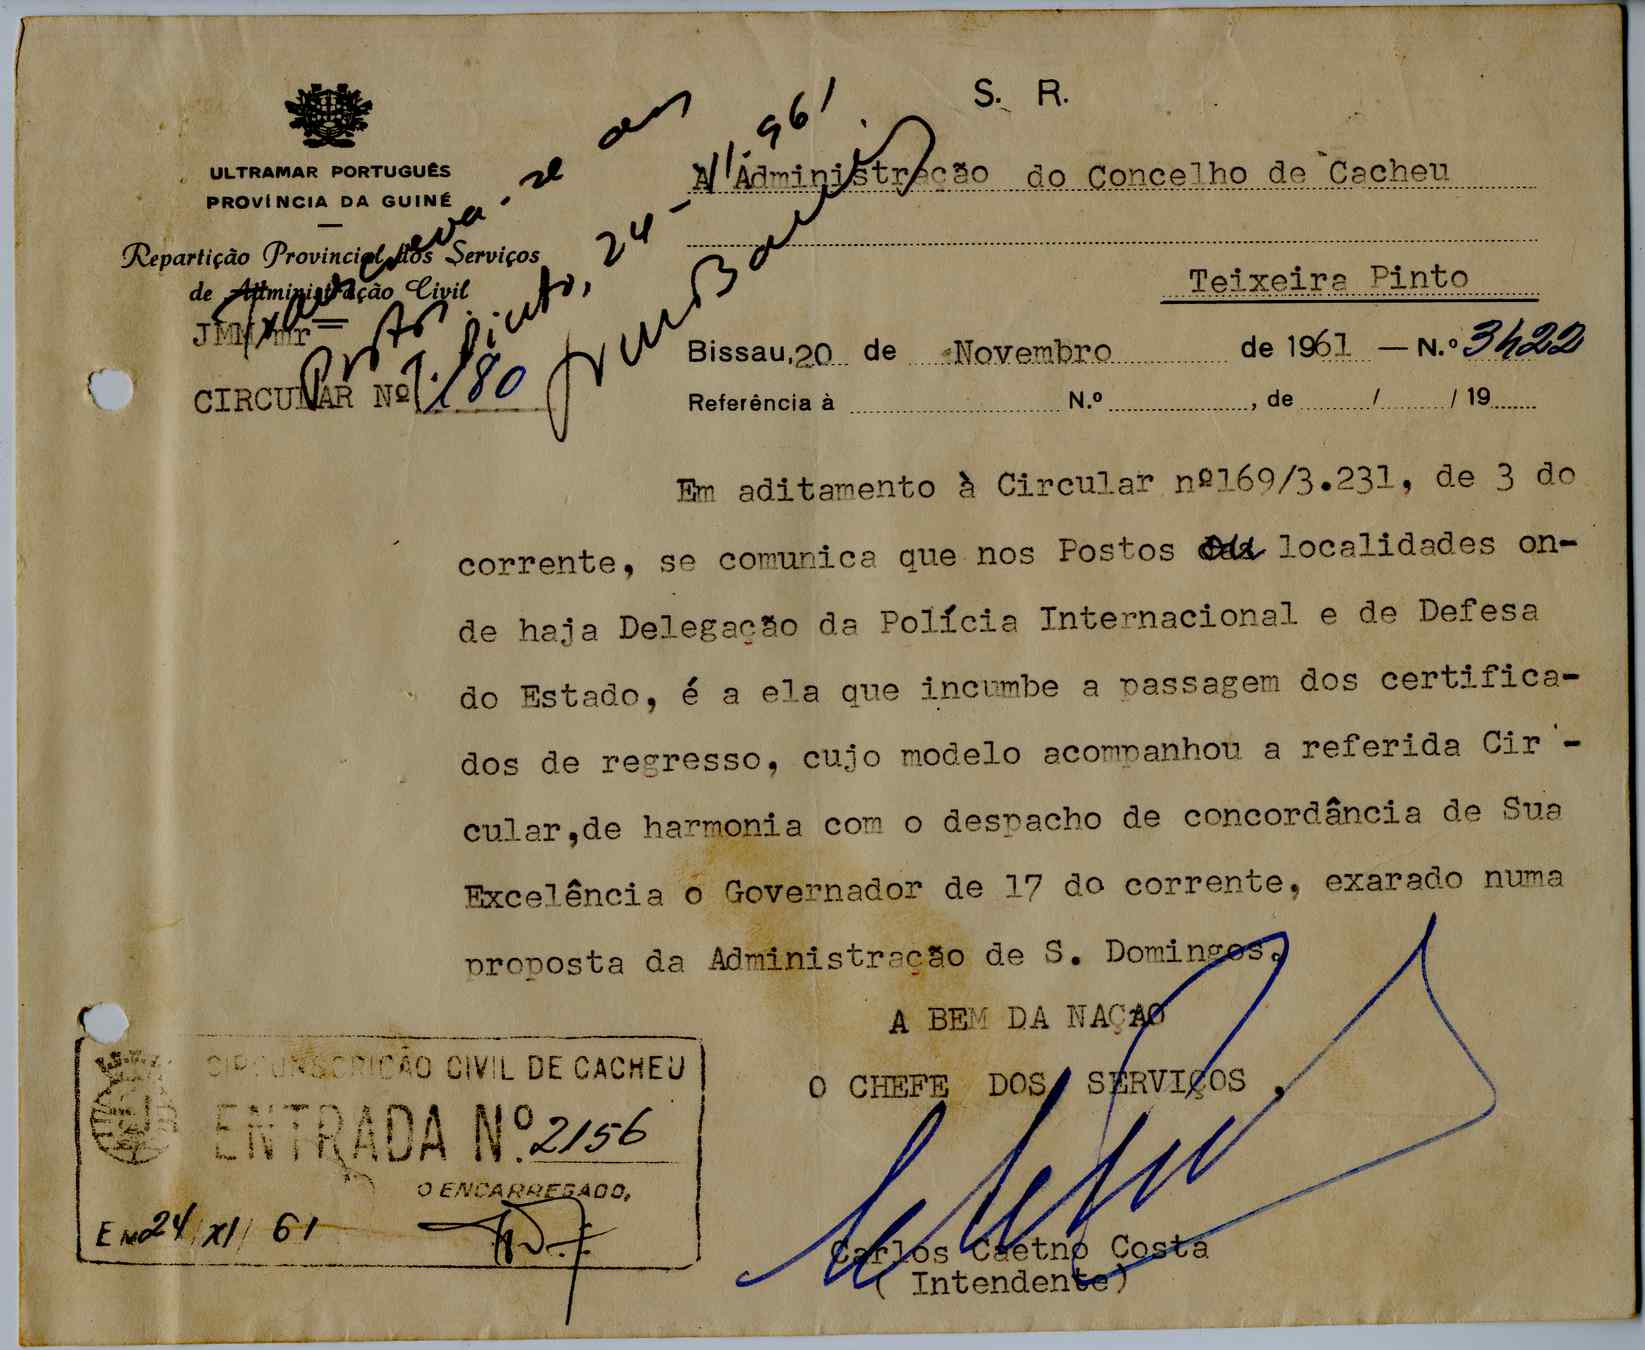 S. R.
ULTRAMAR PORTUGUÊS
PROVÍNCIA DA GUINÉ
Repartição Provincial dos Serviços
de Administração Civil
JMM/mr
CIRCULAR Nº 180
Transcreva-se aos
Postos.
T. Pinto, 24-XI-961
À Administração do Concelho de Cacheu
Teixeira Pinto
Bissau, 20 de Novembro de 1961 — N.º 3422
Referência à N.º , de / / 19
Em aditamento à Circular nº169/3.231, de 3 do
corrente, se comunica que nos Postos ou localidades on-
de haja Delegação da Polícia Internacional e de Defesa
do Estado, é a ela que incumbe a passagem dos certifica-
dos de regresso, cujo modelo acompanhou a referida Cir -
cular,de harmonia com o despacho de concordância de Sua
Excelência o Governador de 17 do corrente, exarado numa
proposta da Administração de S. Domingos.
A BEM DA NAÇÃO
O CHEFE DOS SERVIÇOS ,
Carlos Caetno Costa
( Intendente)
CIRCUNSCRIÇÃO CIVIL DE CACHEU
ENTRADA Nº. 2156
O ENCARREGADO,
EM 24/XI/61